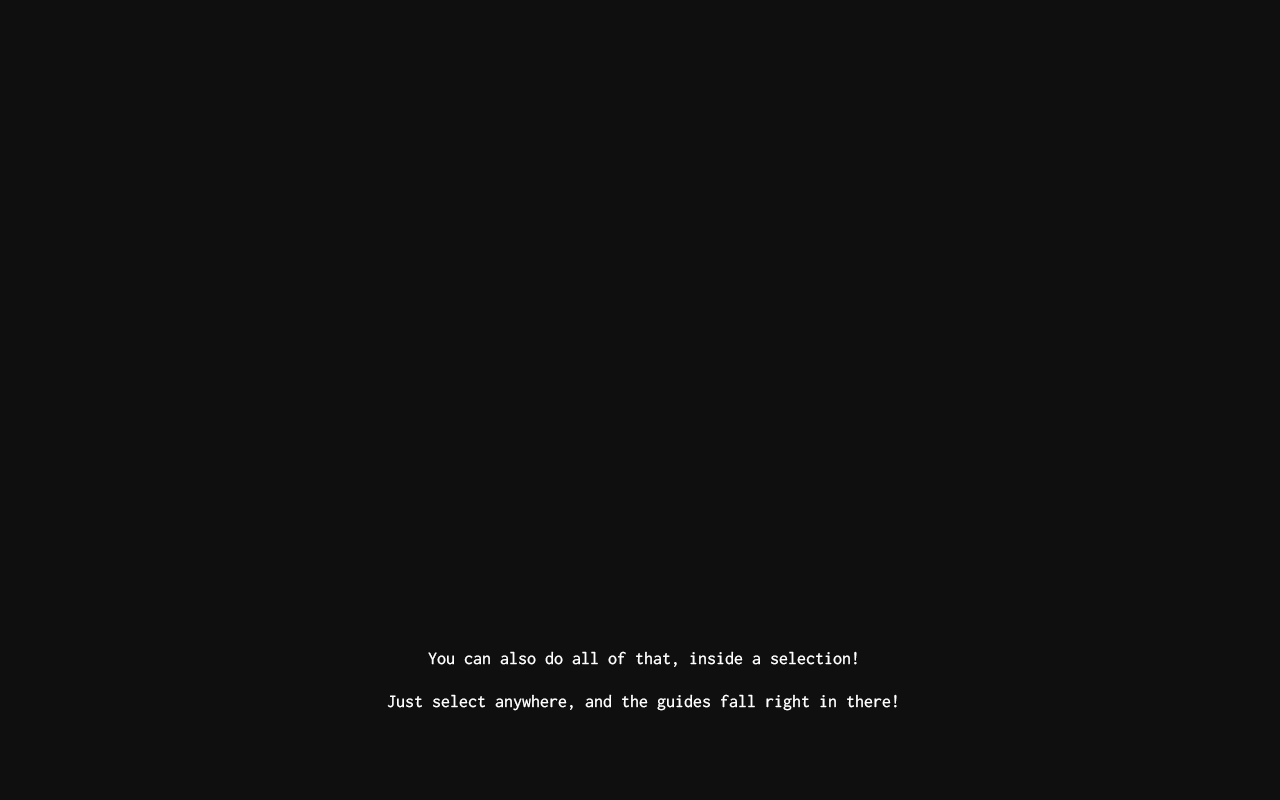 You can also do all of that, inside a selection!
Just select anywhere, and the guides fall right in there!